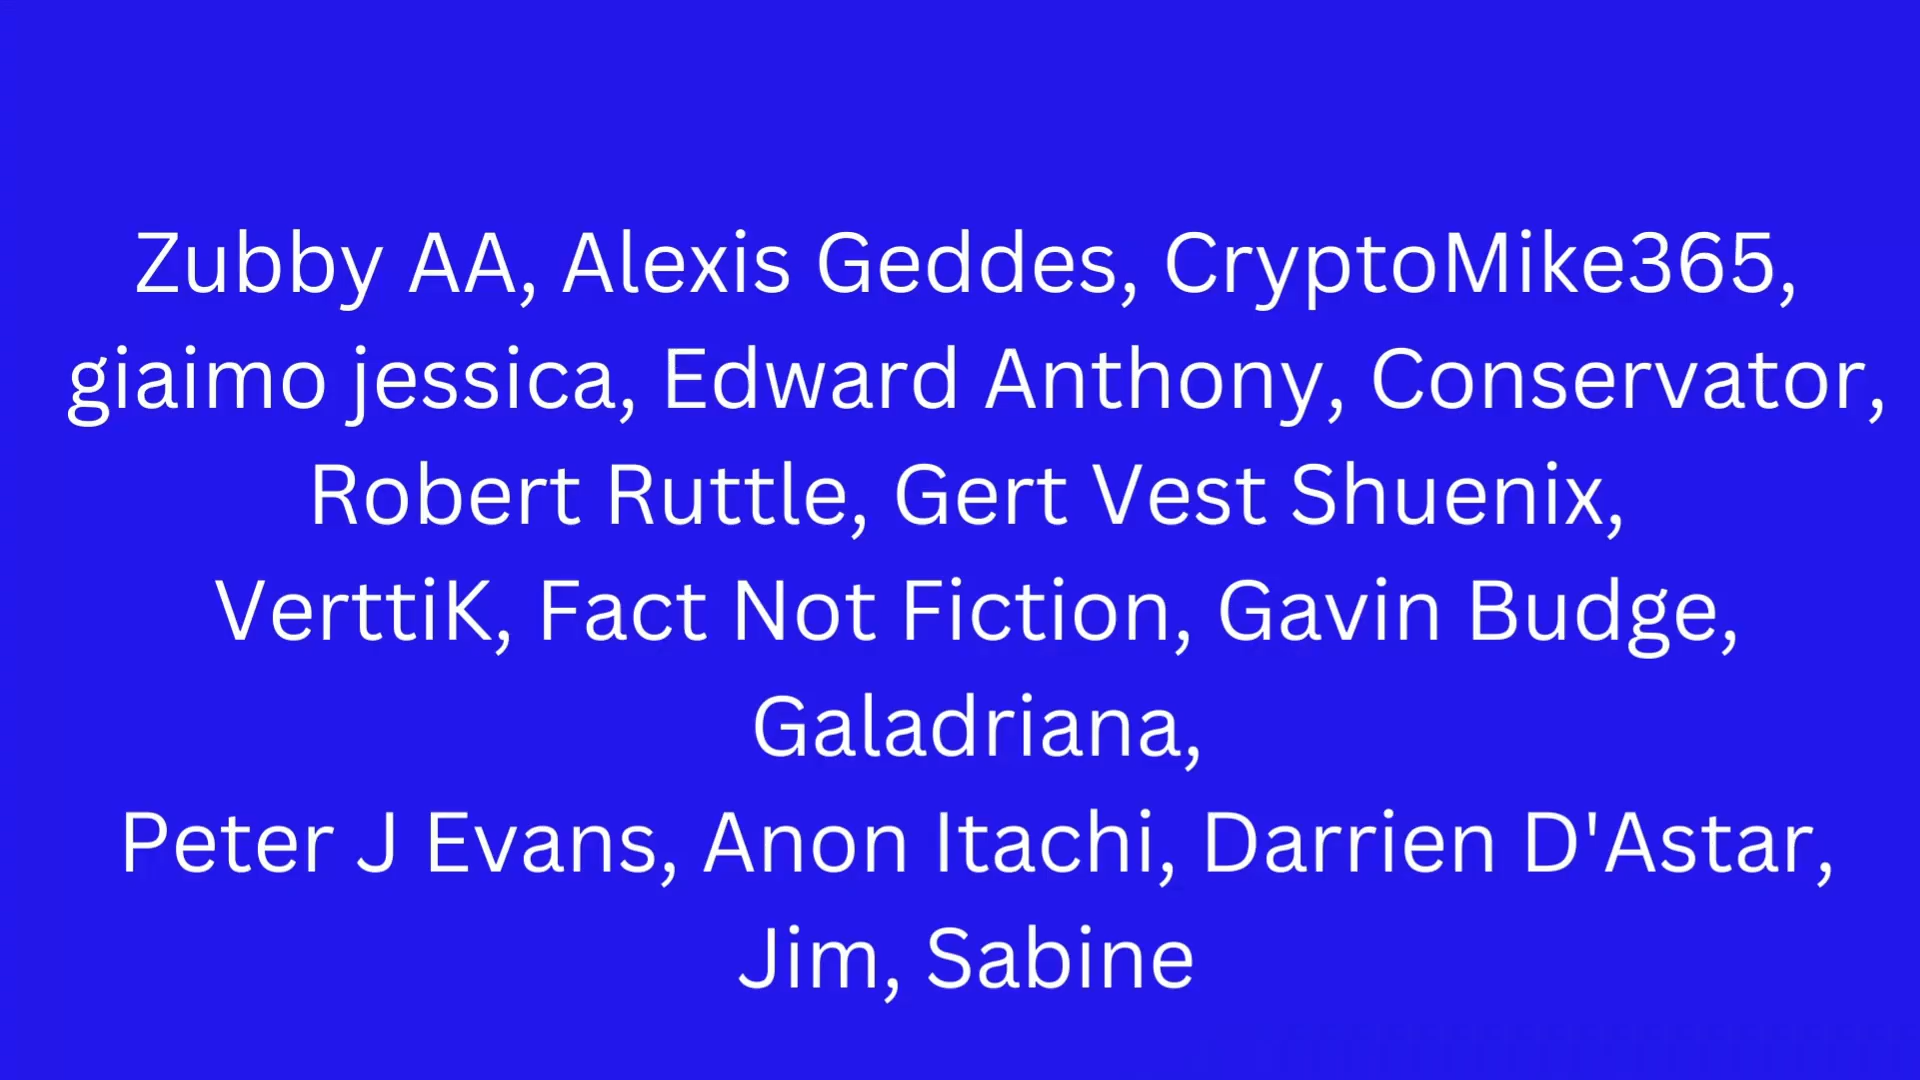 Zubby AA, Alexis Geddes, CryptoMike365,
giaimo jessica, Edward Anthony, Conservator,
Robert Ruttle, Gert Vest Shuenix,
VerttiK, Fact Not Fiction, Gavin Budge,
Galadriana,
Peter J Evans, Anon Itachi, Darrien D'Astar,
Jim, Sabine